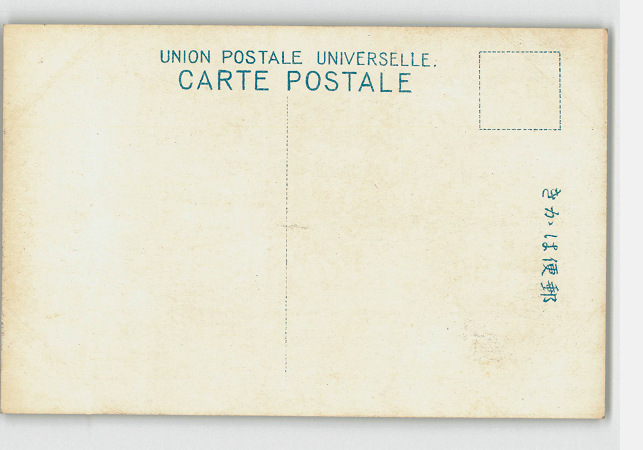 UNION POSTALE UNIVERSELLE.
CARTE POSTALE
郵便はかき